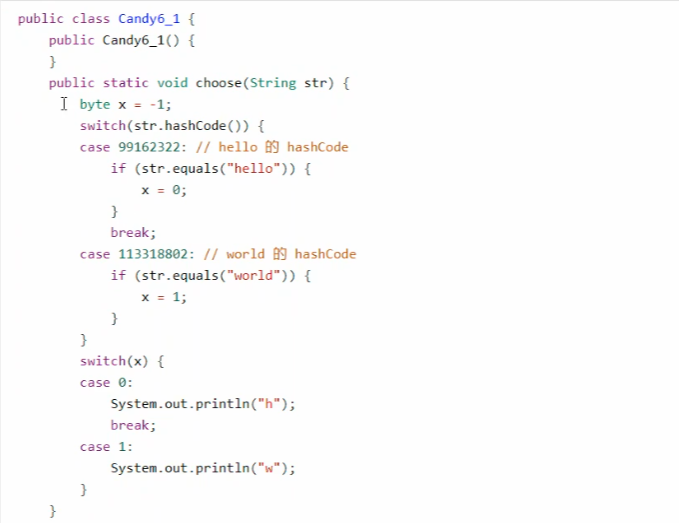 public class Candy6_1 {
    public Candy6_1() {
    }
    public static void choose(String str) {
        byte x = -1;
        switch(str.hashCode()) {
        case 99162322: // hello 的 hashCode
            if (str.equals("hello")) {
                x = 0;
            }
            break;
        case 113318802: // world 的 hashCode
            if (str.equals("world")) {
                x = 1;
            }
        }
        switch(x) {
        case 0:
            System.out.println("h");
            break;
        case 1:
            System.out.println("w");
        }
    }